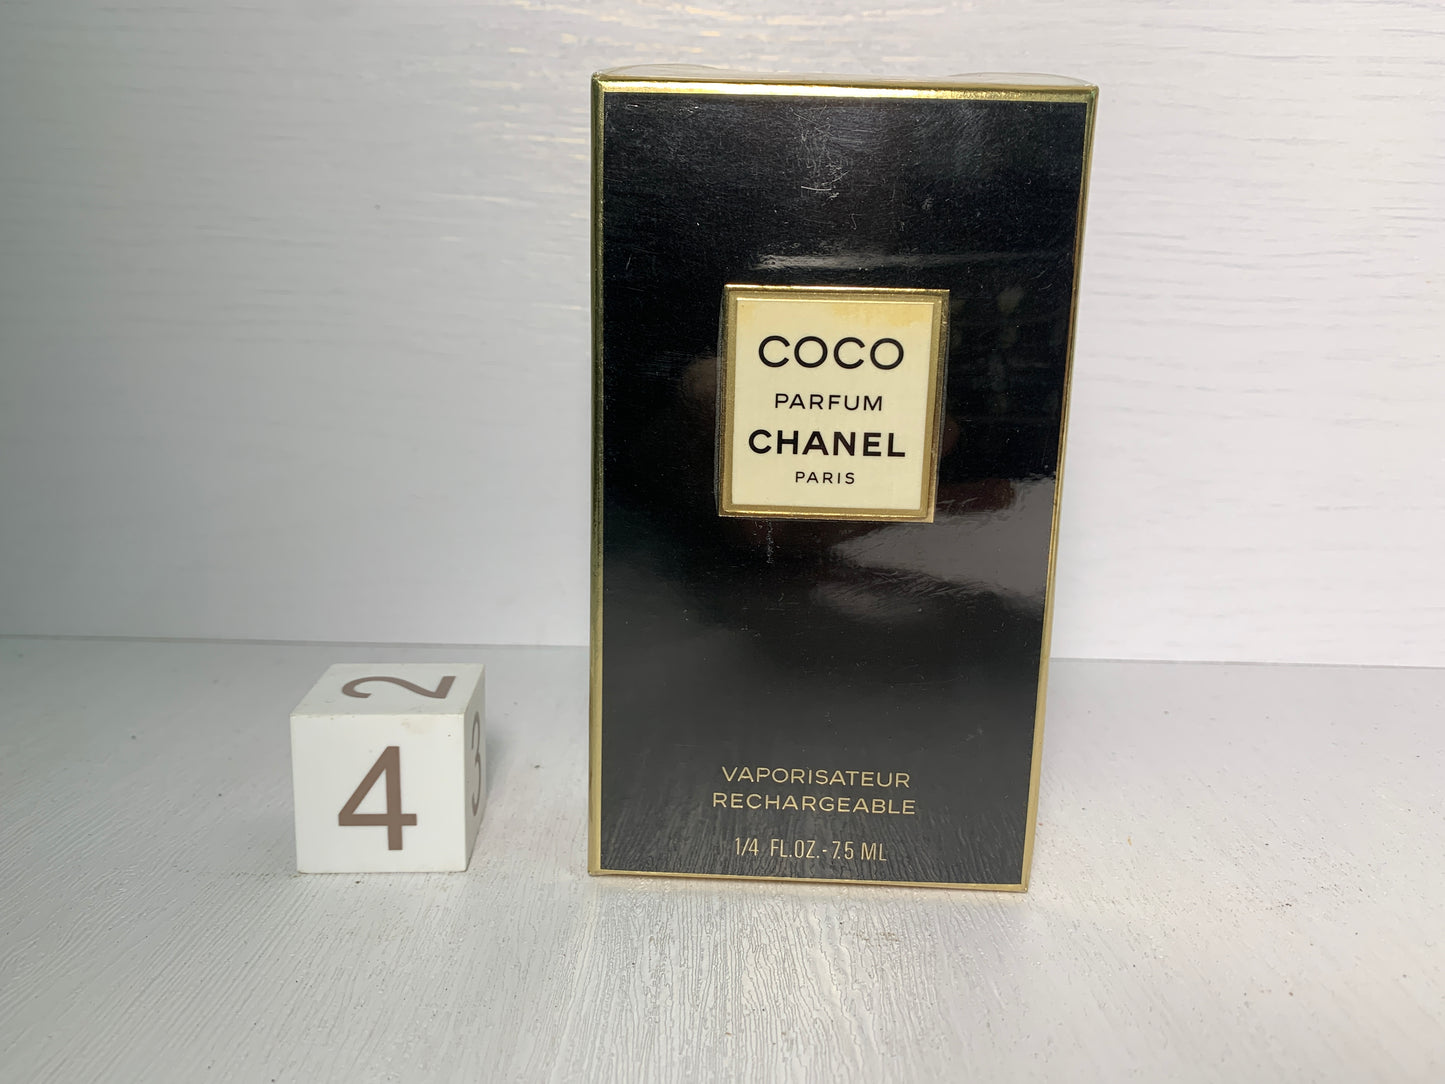 COCO
PARFUM
CHANEL
PARIS
VAPORISATEUR
RECHARGEABLE
1/4 FL.OZ.-7.5 ML
2
4
3